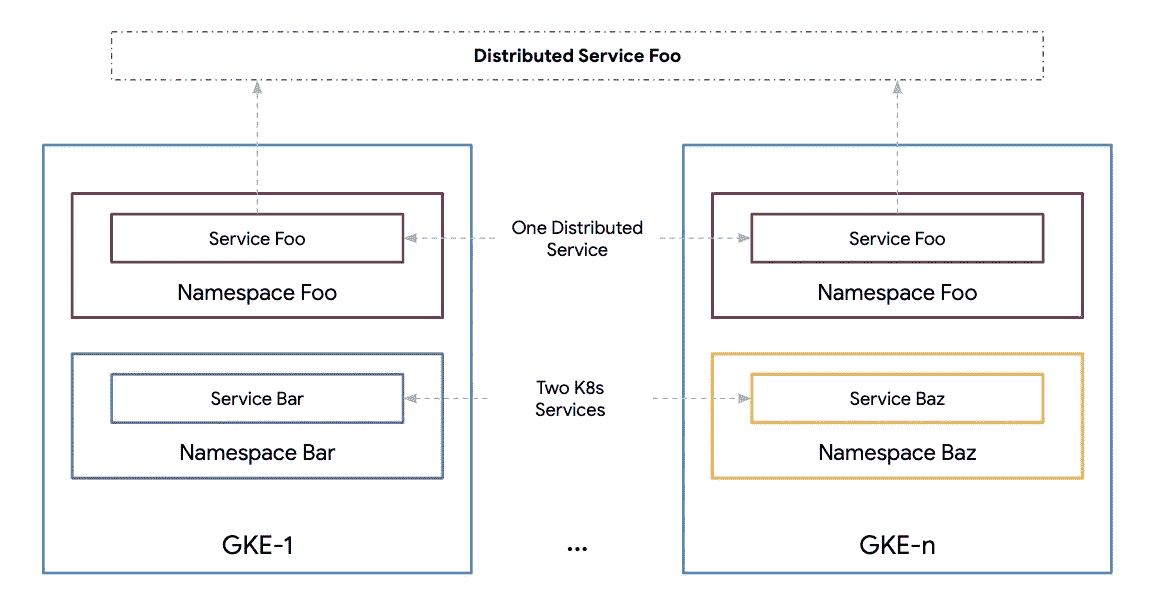 Distributed Service Foo
Service Foo
Namespace Foo
One Distributed
Service
Service Foo
Namespace Foo
Service Bar
Namespace Bar
Two K8s
Services
Service Baz
Namespace Baz
GKE-1
...
GKE-n